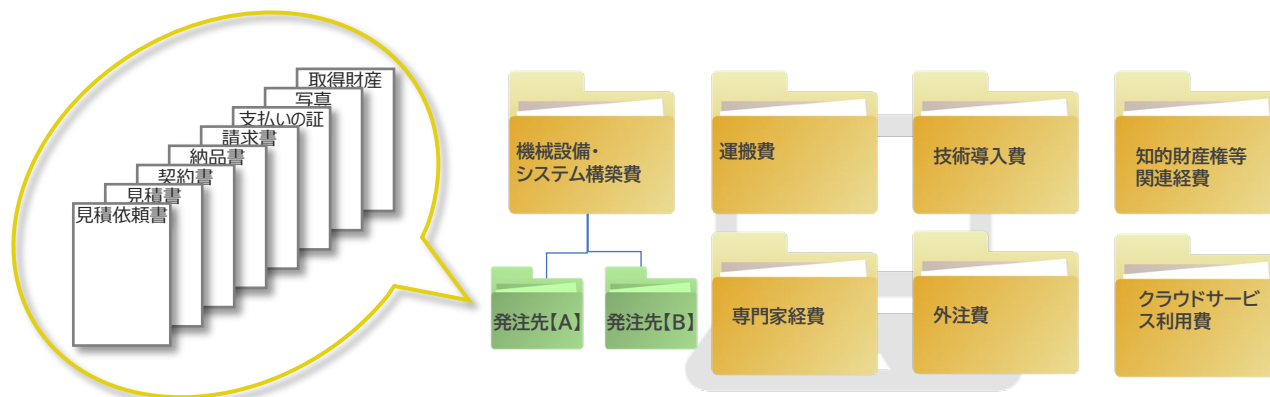 取得財産
写真
支払いの証
請求書
納品書
契約書
見積書
見積依頼書
機械設備・
システム構築費
運搬費
技術導入費
知的財産権等
関連経費
発注先【A】
発注先【B】
専門家経費
外注費
クラウドサービ
ス利用費